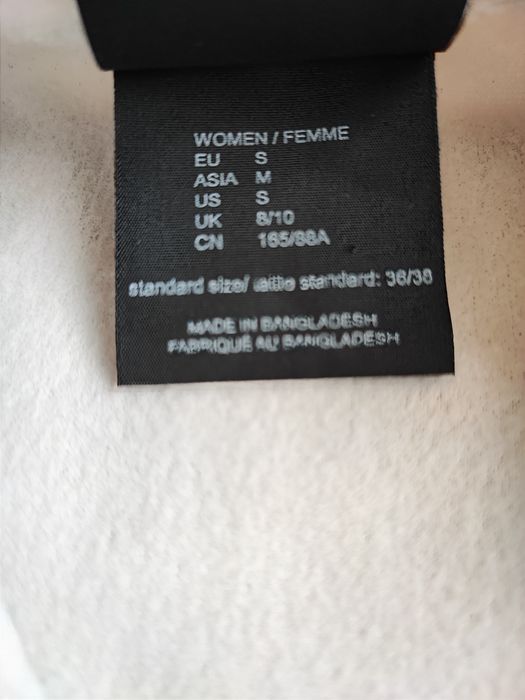 WOMEN / FEMME
EU S
ASIA M
US S
UK 8/10
CN 165/88A
standard size/ taille standard: 36/38
MADE IN BANGLADESH
FABRIQUÉ AU BANGLADESH